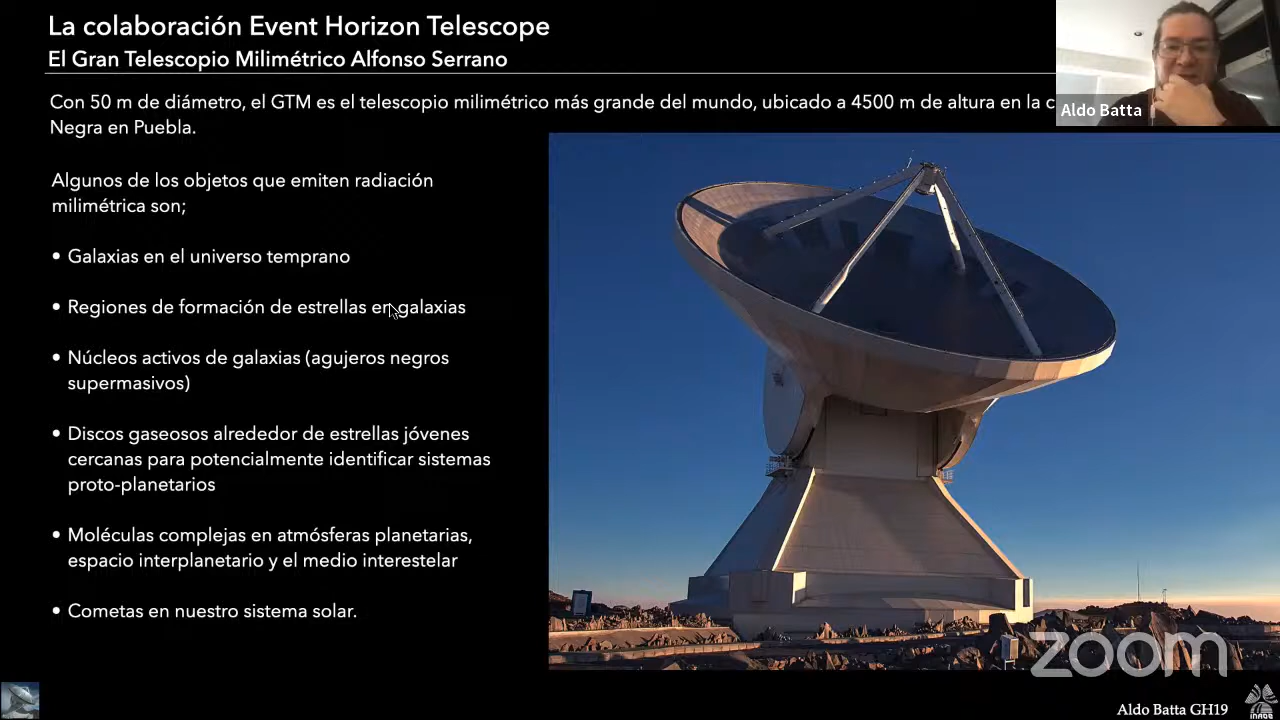 La colaboración Event Horizon Telescope
El Gran Telescopio Milimétrico Alfonso Serrano
Con 50 m de diámetro, el GTM es el telescopio milimétrico más grande del mundo, ubicado a 4500 m de altura en la
Negra en Puebla.
Aldo Batta
Algunos de los objetos que emiten radiación
milimétrica son;
• Galaxias en el universo temprano
• Regiones de formación de estrellas en galaxias
• Núcleos activos de galaxias (agujeros negros
supermasivos)
• Discos gaseosos alrededor de estrellas jóvenes
cercanas para potencialmente identificar sistemas
proto-planetarios
• Moléculas complejas en atmósferas planetarias,
espacio interplanetario y el medio interestelar
• Cometas en nuestro sistema solar.
zoom
Aldo Batta GH19